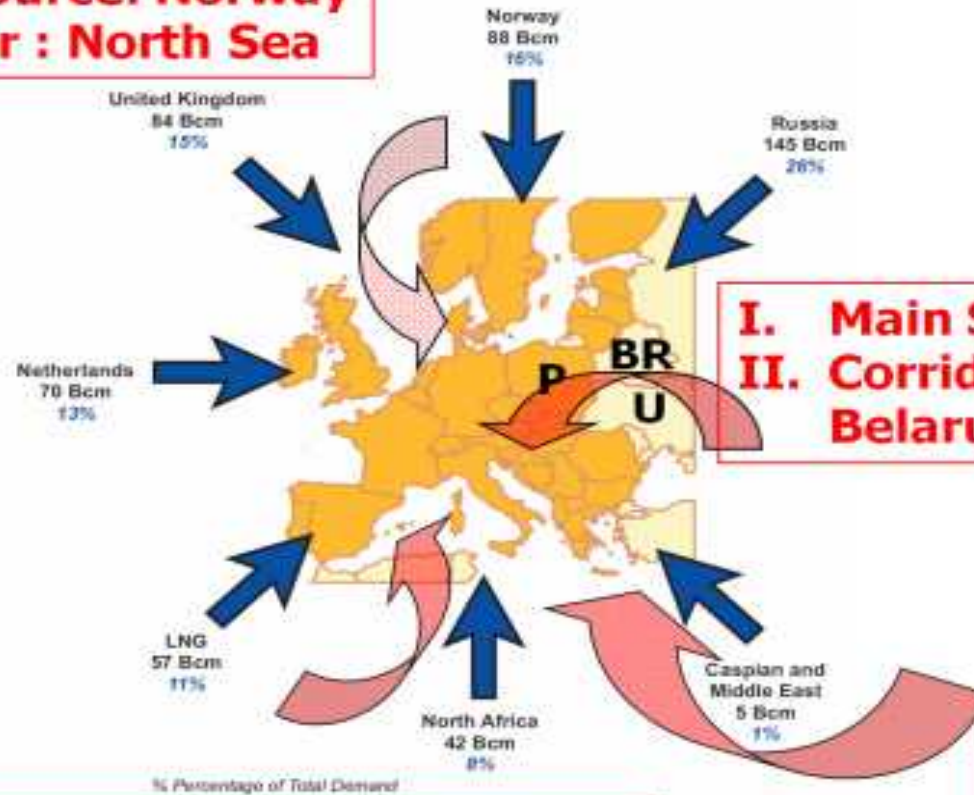 Norway
r : North Sea
Norway
88 Bcm
16%
United Kingdom
84 Bcm
15%
Russia
145 Bcm
26%
I. Main S
II. Corrid
Belaru
BR
P
U
Netherlands
70 Bcm
13%
LNG
57 Bcm
11%
North Africa
42 Bcm
8%
Caspian and
Middle East
5 Bcm
1%
% Percentage of Total Demand